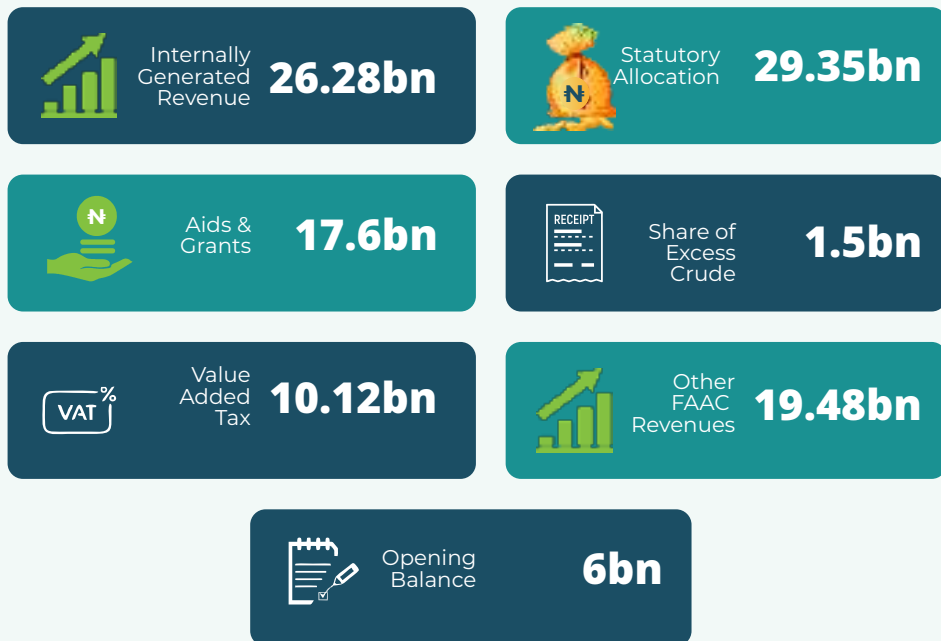 Internally
Generated
Revenue
26.28bn
Statutory
Allocation
29.35bn
₦
Aids &
Grants
17.6bn
₦
RECEIPT
Share of
Excess
Crude
1.5bn
Value
Added
Tax
10.12bn
VAT %
Other
FAAC
Revenues
19.48bn
Opening
Balance
6bn